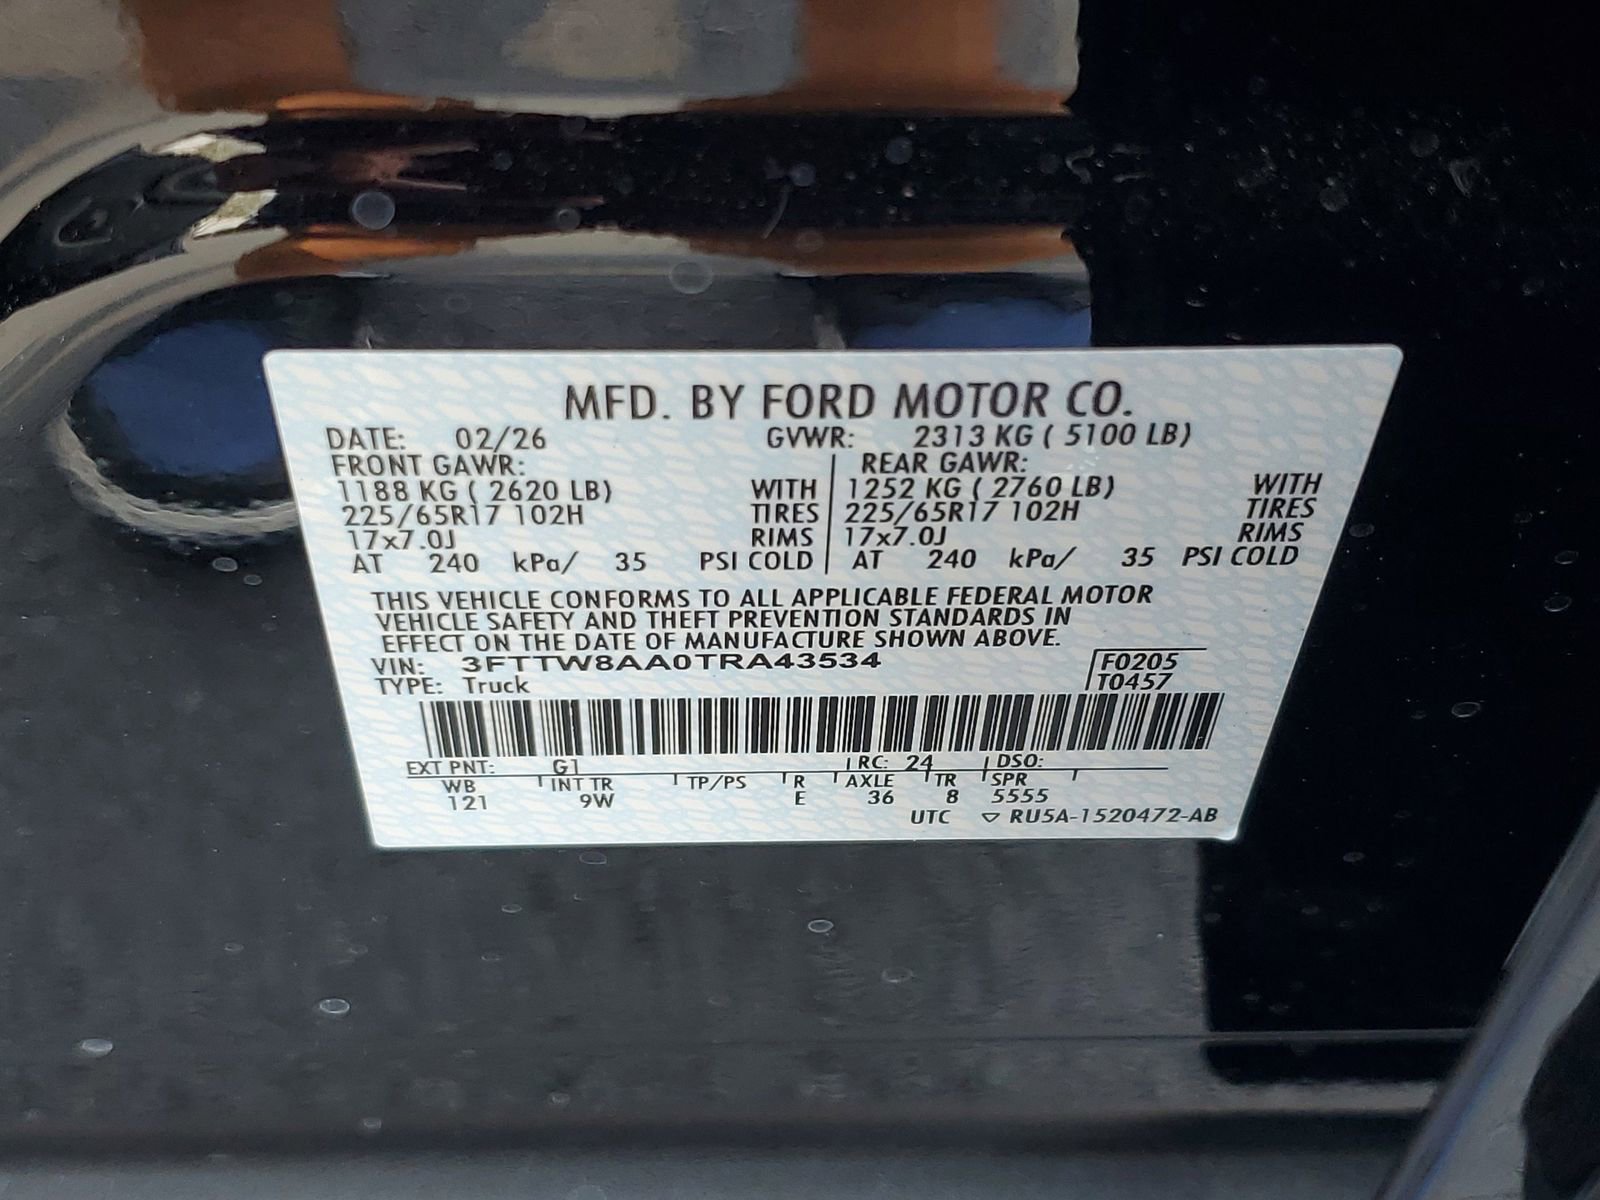 MFD. BY FORD MOTOR CO.
DATE: 02/26 GVWR: 2313 KG ( 5100 LB)
FRONT GAWR: REAR GAWR:
1188 KG ( 2620 LB) WITH 1252 KG ( 2760 LB) WITH
225/65R17 102H TIRES 225/65R17 102H TIRES
17x7.0J RIMS 17x7.0J RIMS
AT 240 kPa/ 35 PSI COLD AT 240 kPa/ 35 PSI COLD
THIS VEHICLE CONFORMS TO ALL APPLICABLE FEDERAL MOTOR
VEHICLE SAFETY AND THEFT PREVENTION STANDARDS IN
EFFECT ON THE DATE OF MANUFACTURE SHOWN ABOVE.
VIN: 3FTTW8AA0TRA43534 F0205
TYPE: Truck T0457
EXT PNT: G1 RC: 24 DSO:
WB INT TR TP/PS R AXLE TR SPR
121 9W E 36 8 5555
UTC ▽ RU5A-1520472-AB